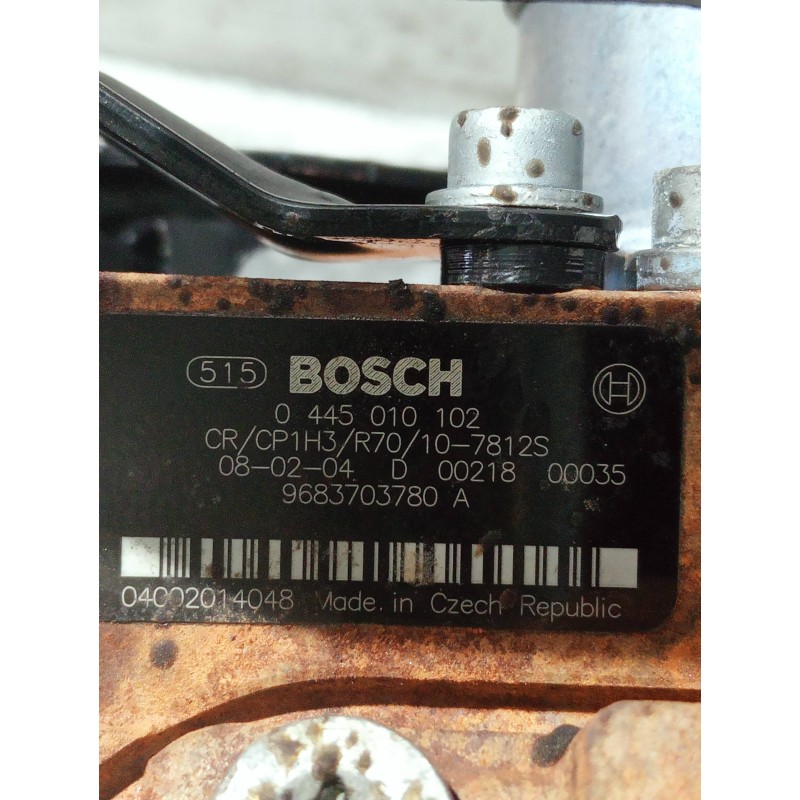 515 BOSCH
0 445 010 102
CR/CP1H3/R70/10-7812S
08-02-04 D 00218 00035
9683703780 A
04002014048 Made in Czech Republic